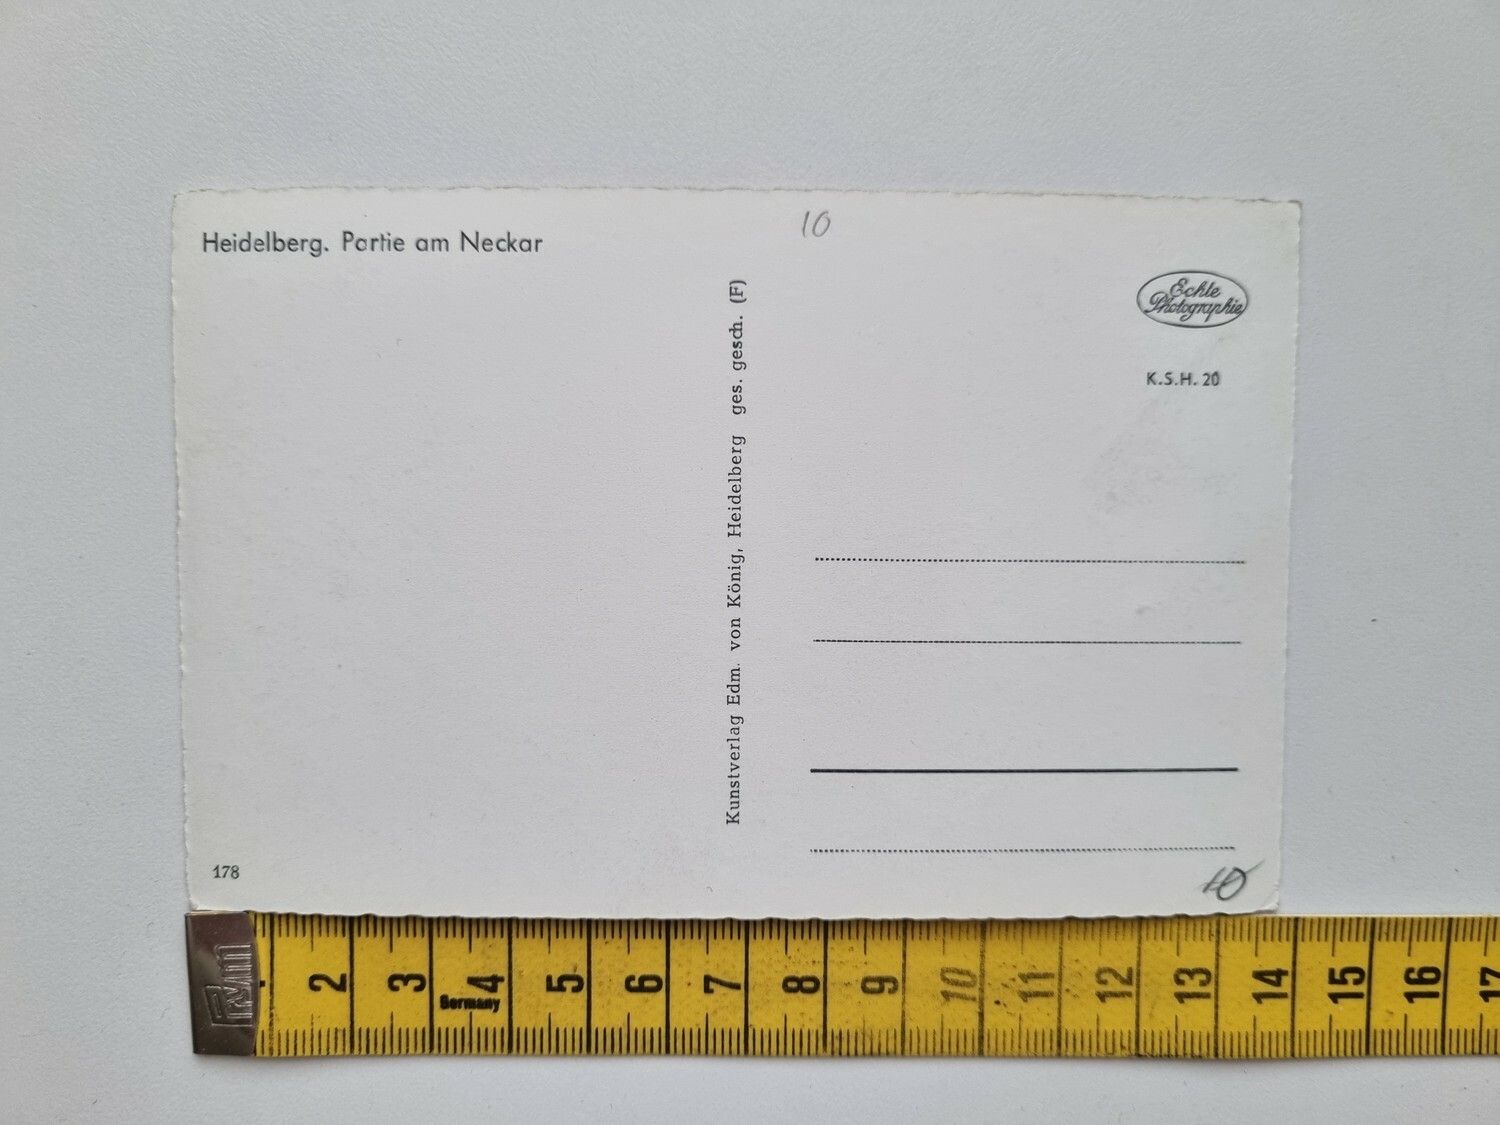 Heidelberg. Partie am Neckar
10
Echte
Photographie
K.S.H. 20
Kunstverlag Edm. von König, Heidelberg ges. gesch. (F)
178
10
Prym
2 3 4 5 6 7 8 9 10 11 12 13 14 15 16 17
Germany